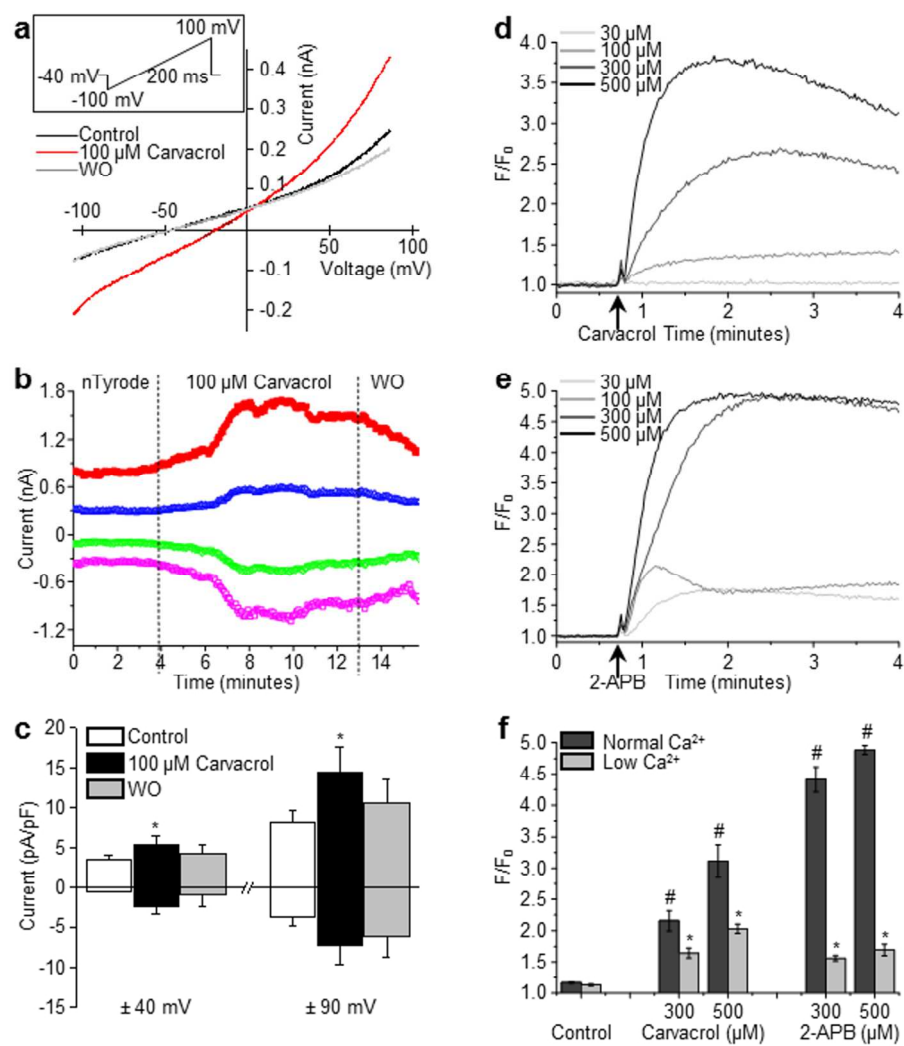 a
100 mV
-40 mV
200 ms
-100 mV
Control
100 µM Carvacrol
WO
Current (nA)
0.4
0.3
0.2
0.1
-0.1
-0.2
-100
-50
0
50
100
Voltage (mV)
b
nTyrode
100 µM Carvacrol
WO
Current (nA)
1.8
1.2
0.6
0
-0.6
-1.2
0 2 4 6 8 10 12 14
Time (minutes)
c
Control
100 µM Carvacrol
WO
Current (pA/pF)
20
15
10
5
0
-5
-10
-15
* *
//
± 40 mV ± 90 mV
d
30 µM
100 µM
300 µM
500 µM
F/F0
4.0
3.5
3.0
2.5
2.0
1.5
1.0
0 1 2 3 4
Carvacrol Time (minutes)
e
30 µM
100 µM
300 µM
500 µM
F/F0
5.0
4.5
4.0
3.5
3.0
2.5
2.0
1.5
1.0
0 1 2 3 4
2-APB Time (minutes)
f
Normal Ca²⁺
Low Ca²⁺
F/F0
5.0
4.5
4.0
3.5
3.0
2.5
2.0
1.5
1.0
# * # * # * # *
300 500 300 500
Control Carvacrol (µM) 2-APB (µM)